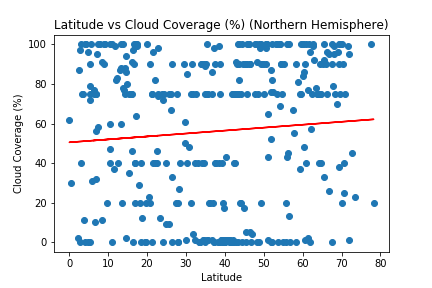 Latitude vs Cloud Coverage (%) (Northern Hemisphere)
100
80
60
40
20
0
Cloud Coverage (%)
0 10 20 30 40 50 60 70 80
Latitude